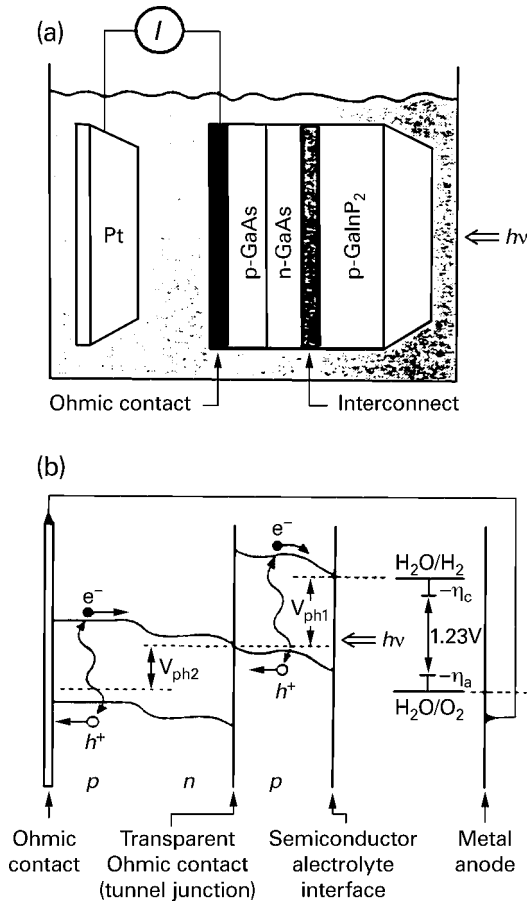 (a)
I
Pt
p-GaAs
n-GaAs
p-GaInP2
hν
Ohmic contact
Interconnect
(b)
e−
H2O/H2
−ηc
e−
Vph1
hν
1.23V
Vph2
−ηa
h+
H2O/O2
h+
p
n
p
Ohmic
contact
Transparent
Ohmic contact
(tunnel junction)
Semiconductor
alectrolyte
interface
Metal
anode